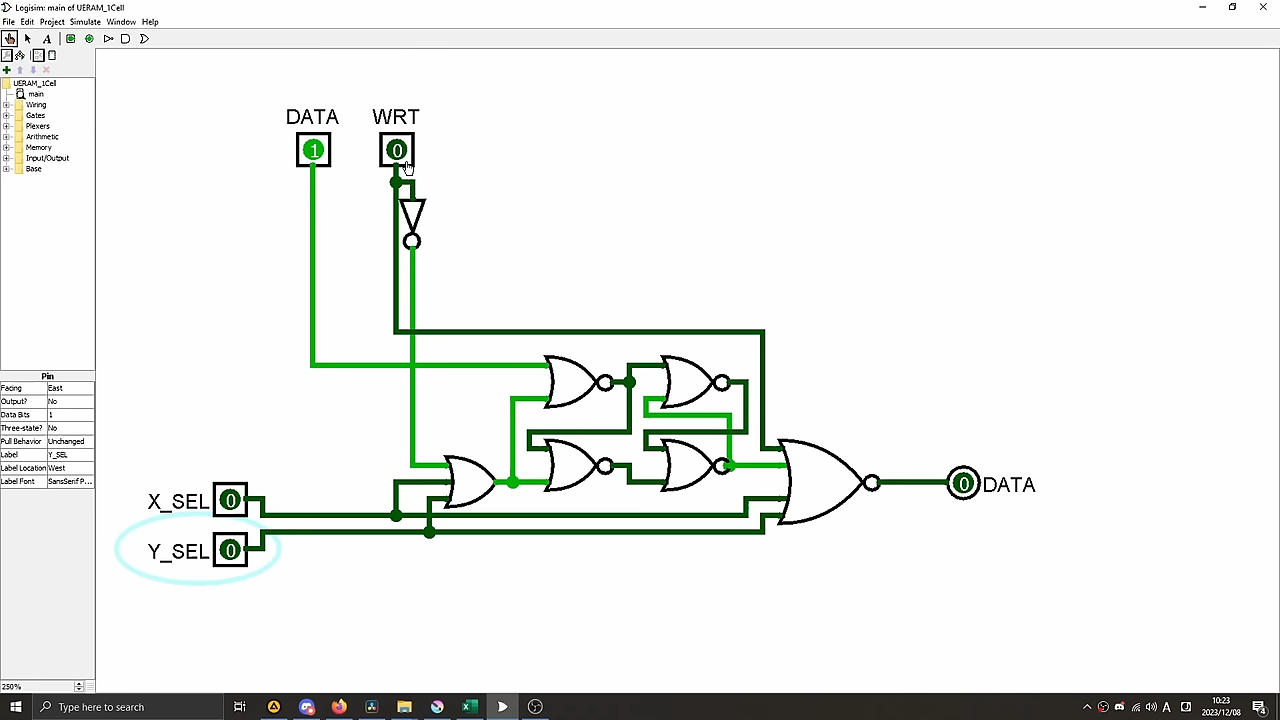 Logisim: main of UERAM_1Cell
File Edit Project Simulate Window Help
A
UERAM_1Cell
main
Wiring
Gates
Plexers
Arithmetic
Memory
Input/Output
Base
Pin
Facing East
Output? No
Data Bits 1
Three-state? No
Pull Behavior Unchanged
Label Y_SEL
Label Location West
Label Font SansSerif P...
250%
DATA WRT
1 0
X_SEL 0
Y_SEL 0
0 DATA
Type here to search
A
10:23
2023/12/08